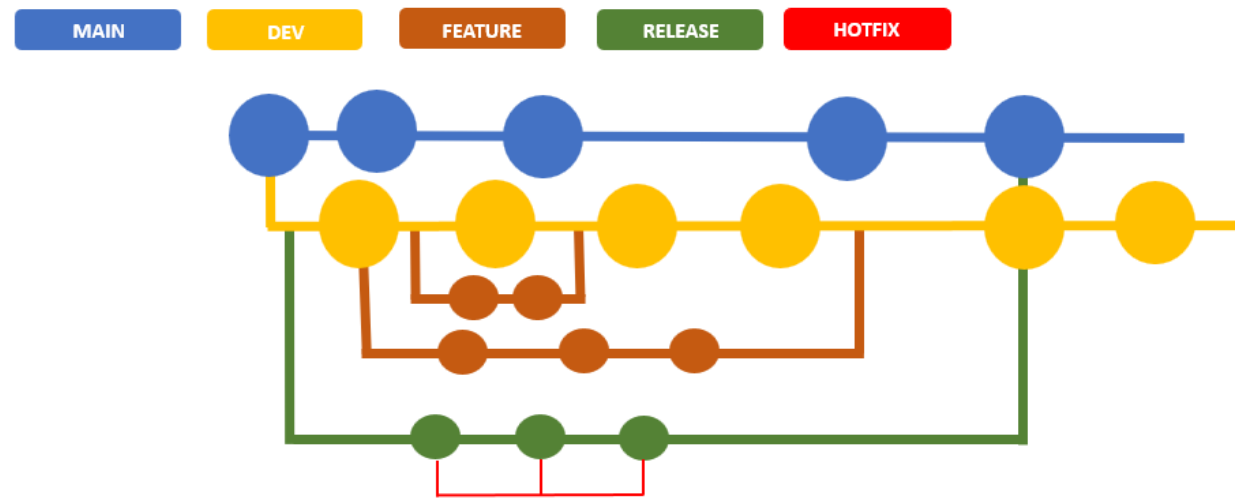 MAIN
DEV
FEATURE
RELEASE
HOTFIX